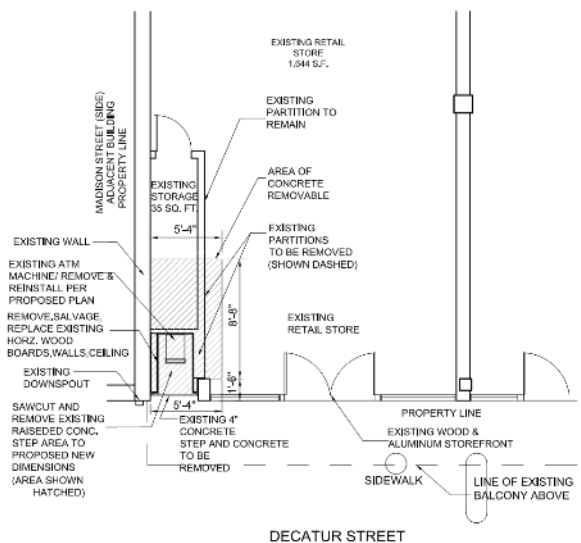 EXISTING RETAIL
STORE
1,644 S.F.
MADISON STREET (SIDE)
ADJACENT BUILDING
PROPERTY LINE
EXISTING
PARTITION TO
REMAIN
AREA OF
CONCRETE
REMOVABLE
EXISTING
STORAGE
35 SQ. FT.
5'-4"
EXISTING
PARTITIONS
TO BE REMOVED
(SHOWN DASHED)
EXISTING WALL
EXISTING ATM
MACHINE/ REMOVE &
REINSTALL PER
PROPOSED PLAN
REMOVE,SALVAGE,
REPLACE EXISTING
HORZ. WOOD
BOARDS,WALLS,CEILING
EXISTING
DOWNSPOUT
SAWCUT AND
REMOVE EXISTING
RAISEDED CONC.
STEP AREA TO
PROPOSED NEW
DIMENSIONS
(AREA SHOWN
HATCHED)
8'-8"
1'-6"
5'-4"
EXISTING
RETAIL STORE
EXISTING 4"
CONCRETE
STEP AND CONCRETE
TO BE
REMOVED
PROPERTY LINE
EXISTING WOOD &
ALUMINUM STOREFRONT
SIDEWALK
LINE OF EXISTING
BALCONY ABOVE
DECATUR STREET